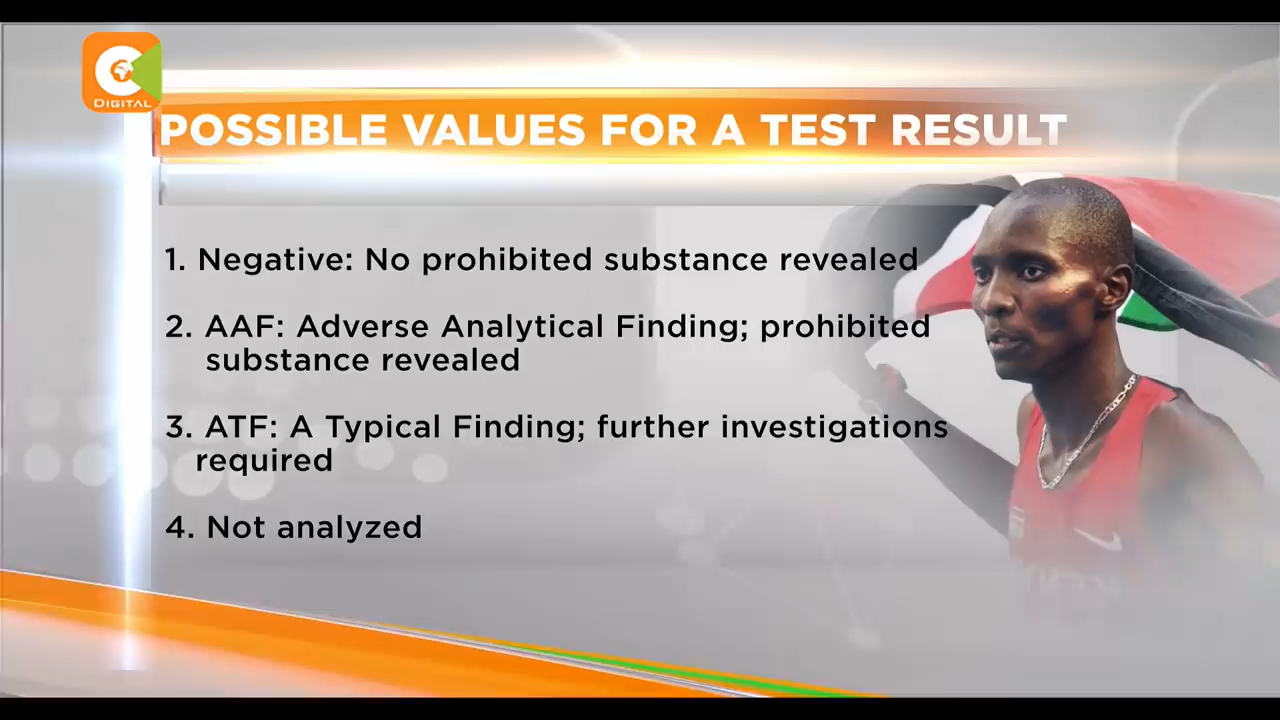 DIGITAL
POSSIBLE VALUES FOR A TEST RESULT
1. Negative: No prohibited substance revealed
2. AAF: Adverse Analytical Finding; prohibited
substance revealed
3. ATF: A Typical Finding; further investigations
required
4. Not analyzed